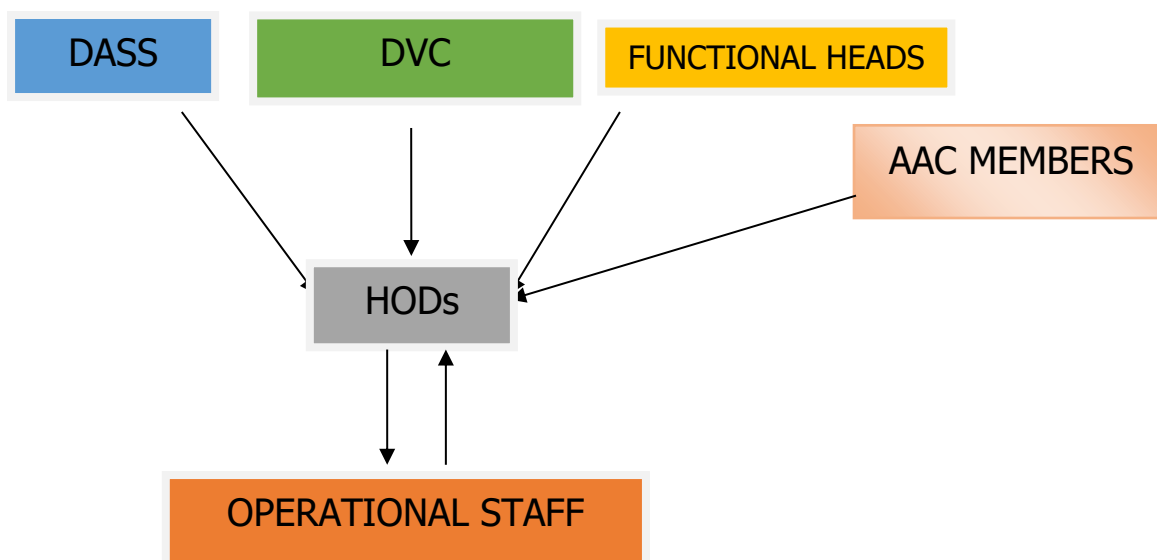 DASS
DVC
FUNCTIONAL HEADS
AAC MEMBERS
HODs
OPERATIONAL STAFF